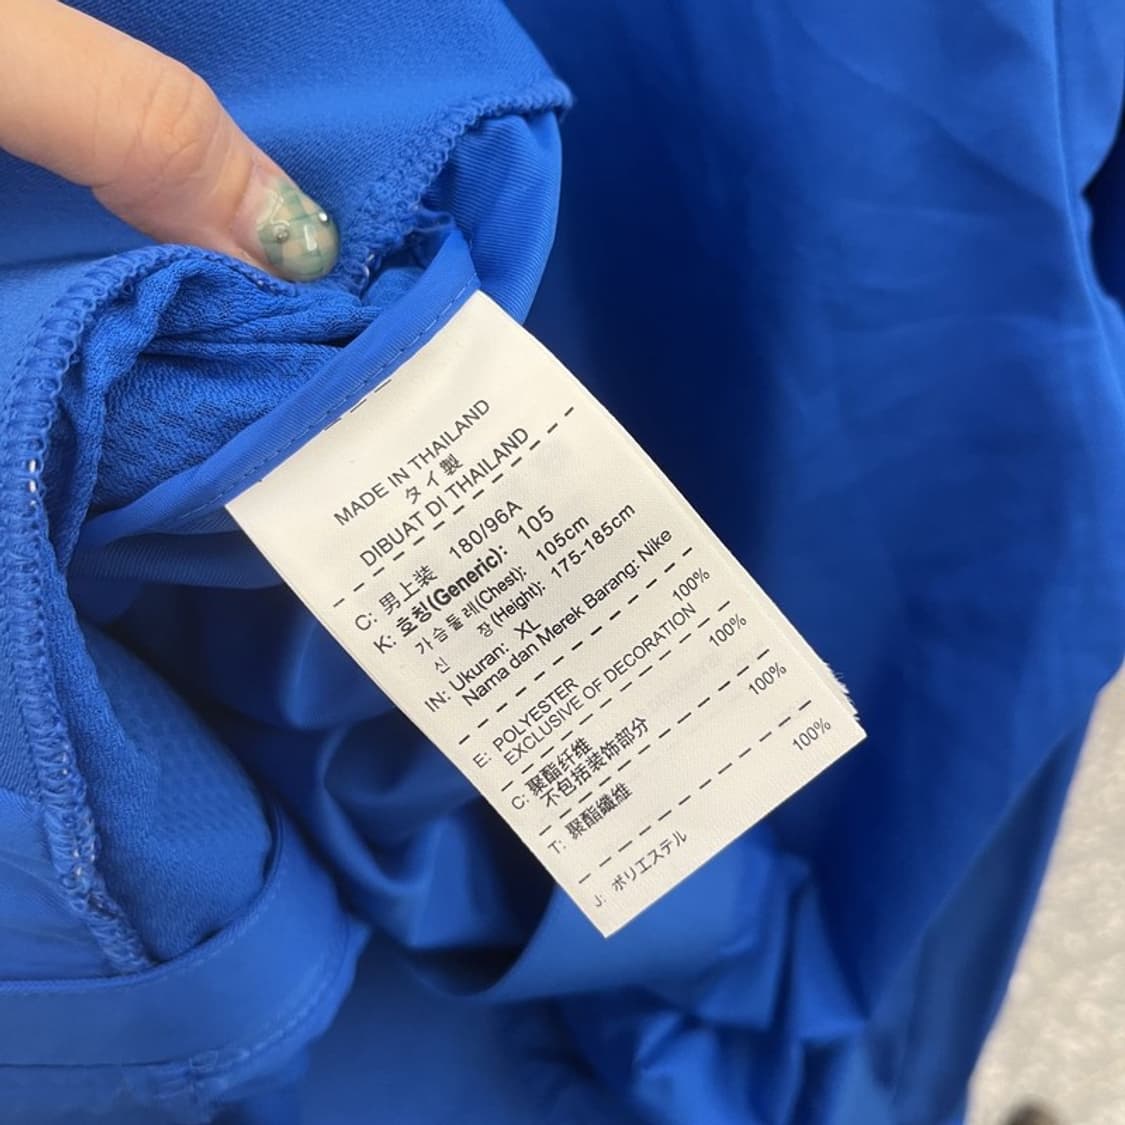 MADE IN THAILAND
タイ製
DIBUAT DI THAILAND
C: 男上装 180/96A
K: 호칭(Generic): 105
가슴둘레(Chest): 105cm
신 장(Height): 175-185cm
IN: Ukuran: XL
Nama dan Merek Barang: Nike
E: POLYESTER 100%
EXCLUSIVE OF DECORATION
C: 聚酯纤维 100%
不包括装饰部分
T: 聚酯纖維 100%
J: ポリエステル 100%